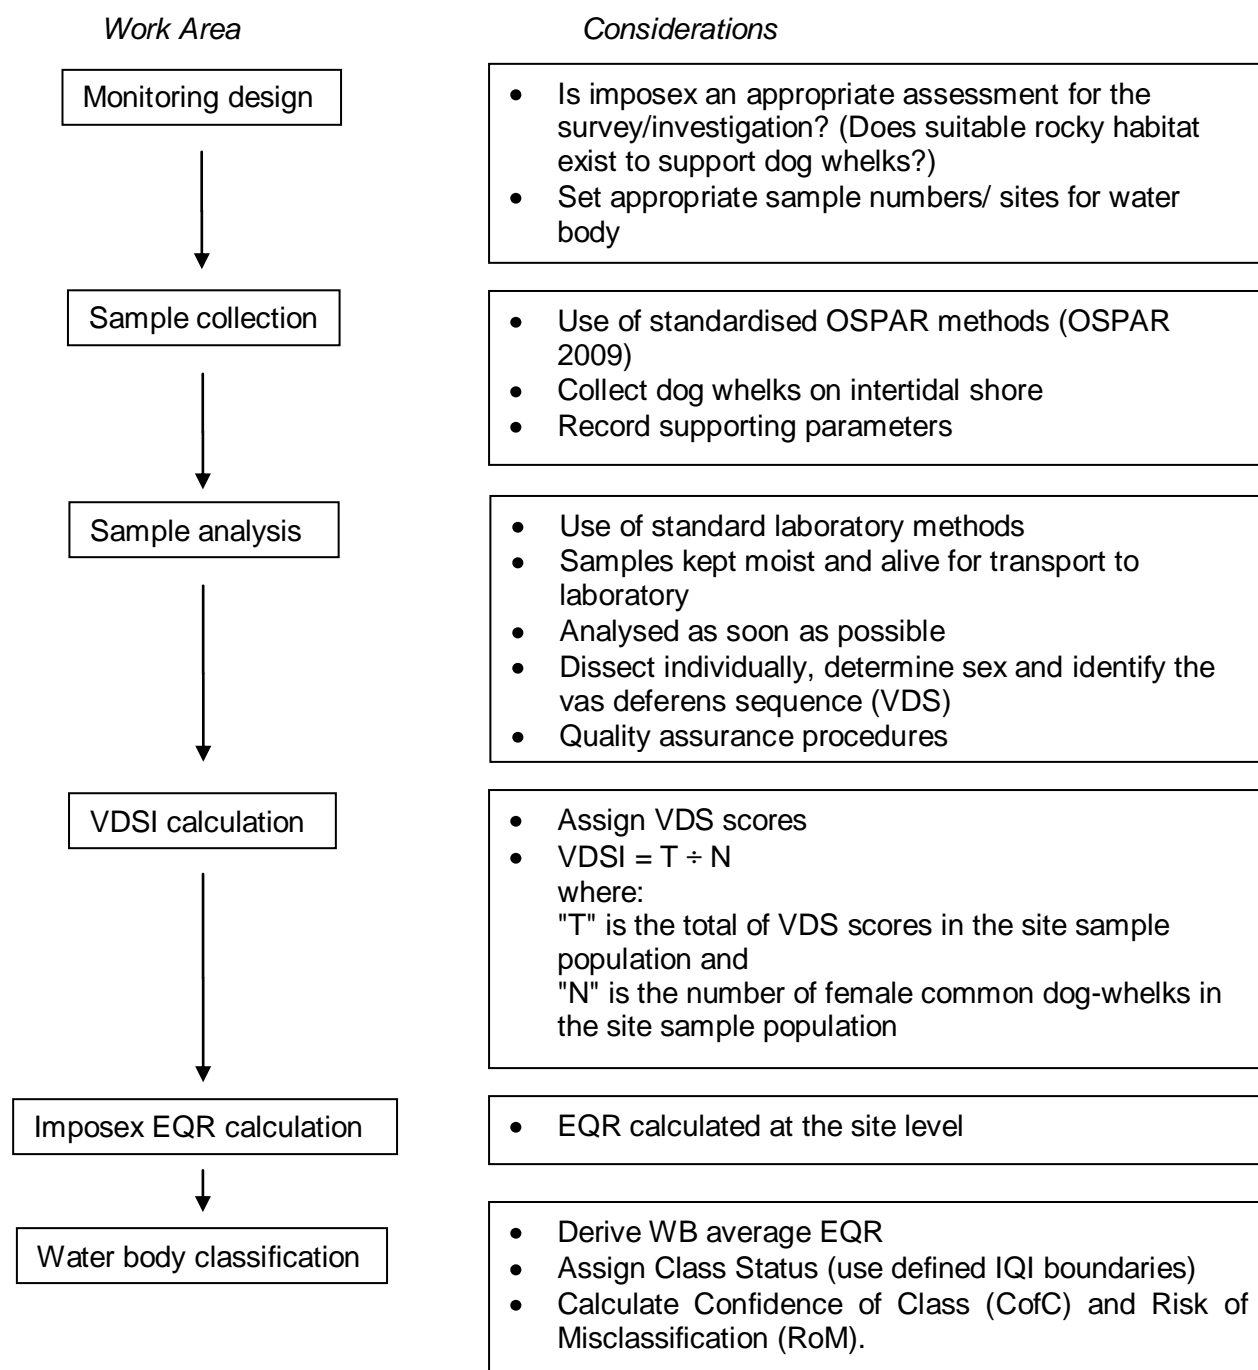 Work Area
Considerations
Monitoring design
• Is imposex an appropriate assessment for the
survey/investigation? (Does suitable rocky habitat
exist to support dog whelks?)
• Set appropriate sample numbers/ sites for water
body
Sample collection
• Use of standardised OSPAR methods (OSPAR
2009)
• Collect dog whelks on intertidal shore
• Record supporting parameters
Sample analysis
• Use of standard laboratory methods
• Samples kept moist and alive for transport to
laboratory
• Analysed as soon as possible
• Dissect individually, determine sex and identify the
vas deferens sequence (VDS)
• Quality assurance procedures
VDSI calculation
• Assign VDS scores
• VDSI = T ÷ N
where:
"T" is the total of VDS scores in the site sample
population and
"N" is the number of female common dog-whelks in
the site sample population
Imposex EQR calculation
• EQR calculated at the site level
Water body classification
• Derive WB average EQR
• Assign Class Status (use defined IQI boundaries)
• Calculate Confidence of Class (CofC) and Risk of
Misclassification (RoM).